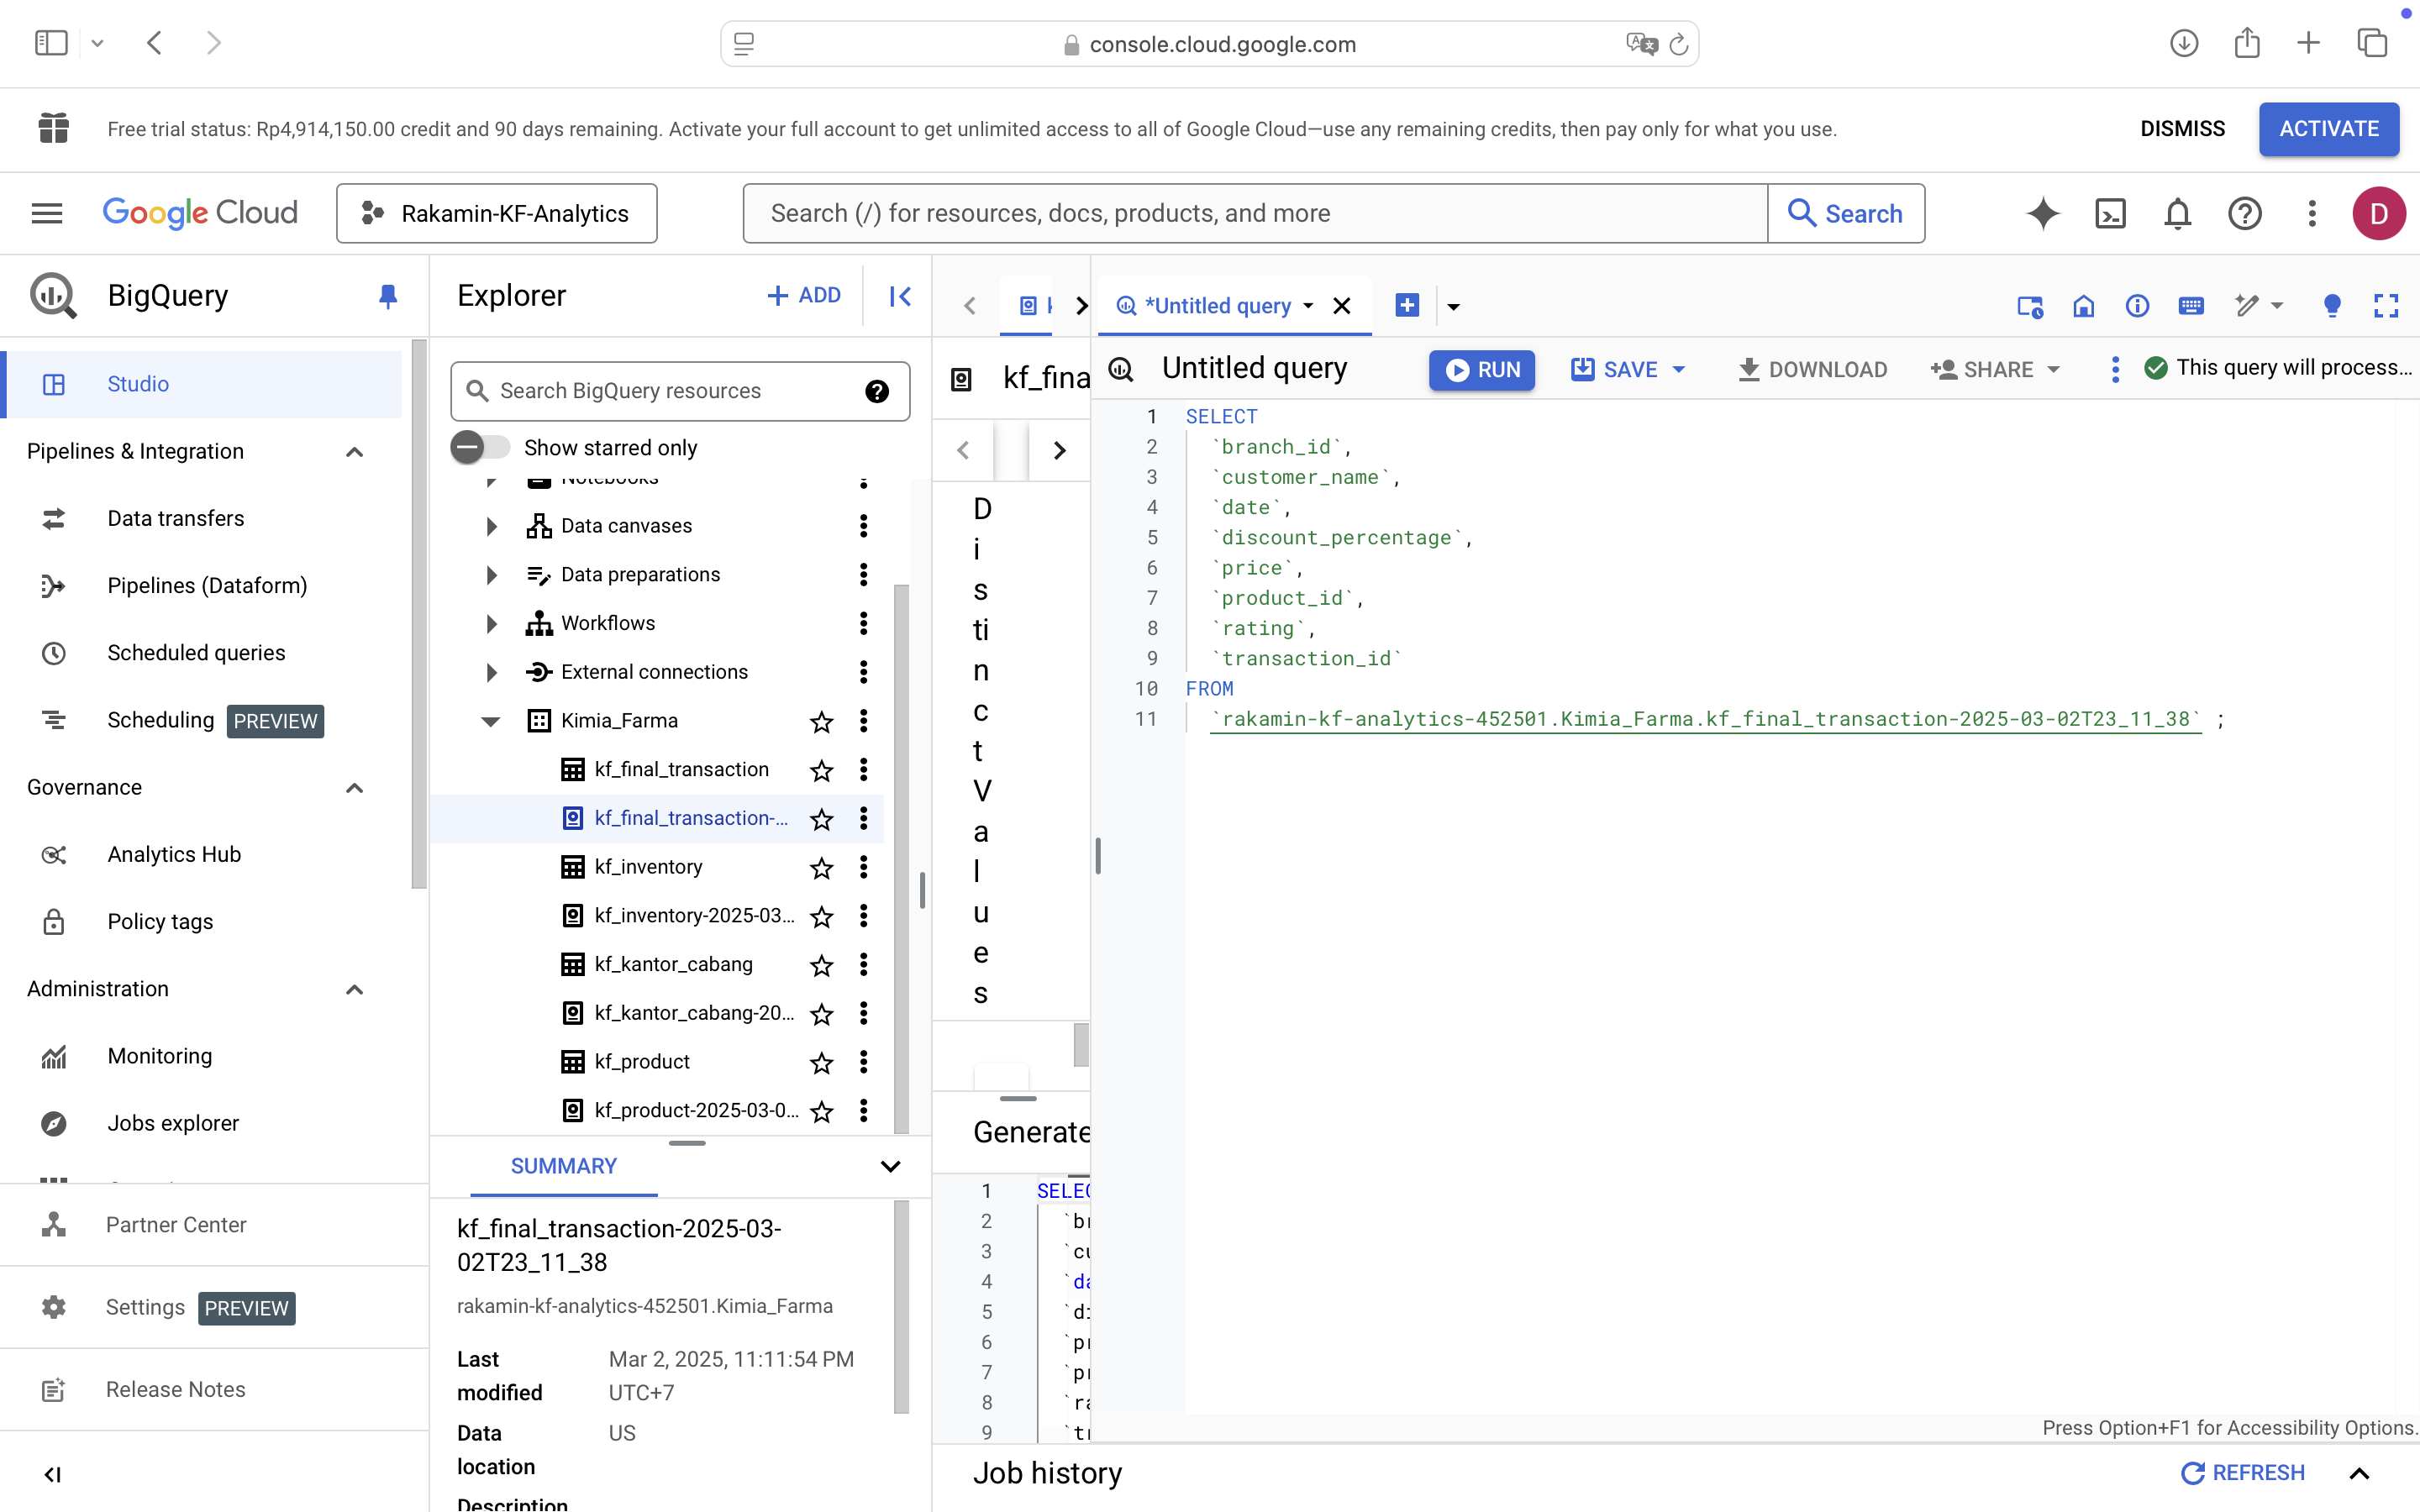 console.cloud.google.com
Free trial status: Rp4,914,150.00 credit and 90 days remaining. Activate your full account to get unlimited access to all of Google Cloud—use any remaining credits, then pay only for what you use.
DISMISS
ACTIVATE
Google Cloud
Rakamin-KF-Analytics
Search (/) for resources, docs, products, and more
Search
D
BigQuery
Studio
Pipelines & Integration
Data transfers
Pipelines (Dataform)
Scheduled queries
Scheduling PREVIEW
Governance
Analytics Hub
Policy tags
Administration
Monitoring
Jobs explorer
Partner Center
Settings PREVIEW
Release Notes
Explorer
+ ADD
Search BigQuery resources
Show starred only
Notebooks
Data canvases
Data preparations
Workflows
External connections
Kimia_Farma
kf_final_transaction
kf_final_transaction-...
kf_inventory
kf_inventory-2025-03...
kf_kantor_cabang
kf_kantor_cabang-20...
kf_product
kf_product-2025-03-0...
SUMMARY
kf_final_transaction-2025-03-
02T23_11_38
rakamin-kf-analytics-452501.Kimia_Farma
Last Mar 2, 2025, 11:11:54 PM
modified UTC+7
Data US
location
Description
kf_fina
D
i
s
ti
n
c
t
V
a
l
u
e
s
Generate
1 SELEC
2 `br
3 `cu
4 `da
5 `di
6 `pr
7 `pr
8 `ra
9 `tr
*Untitled query
Untitled query
RUN
SAVE
DOWNLOAD
SHARE
This query will process...
1 SELECT
2 `branch_id`,
3 `customer_name`,
4 `date`,
5 `discount_percentage`,
6 `price`,
7 `product_id`,
8 `rating`,
9 `transaction_id`
10 FROM
11 `rakamin-kf-analytics-452501.Kimia_Farma.kf_final_transaction-2025-03-02T23_11_38` ;
Press Option+F1 for Accessibility Options.
Job history
REFRESH